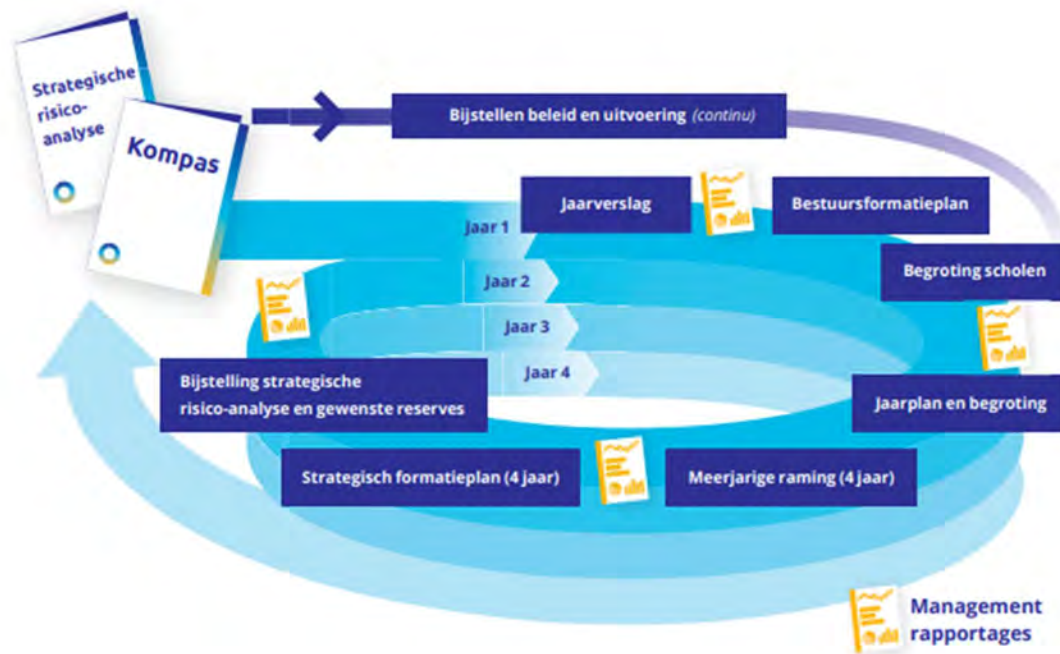 Strategische
risico-
analyse
Kompas
Bijstellen beleid en uitvoering (continu)
Jaarverslag
Bestuursformatieplan
Jaar 1
Begroting scholen
Jaar 2
Jaar 3
Jaar 4
Bijstelling strategische
risico-analyse en gewenste reserves
Jaarplan en begroting
Strategisch formatieplan (4 jaar)
Meerjarige raming (4 jaar)
Management
rapportages